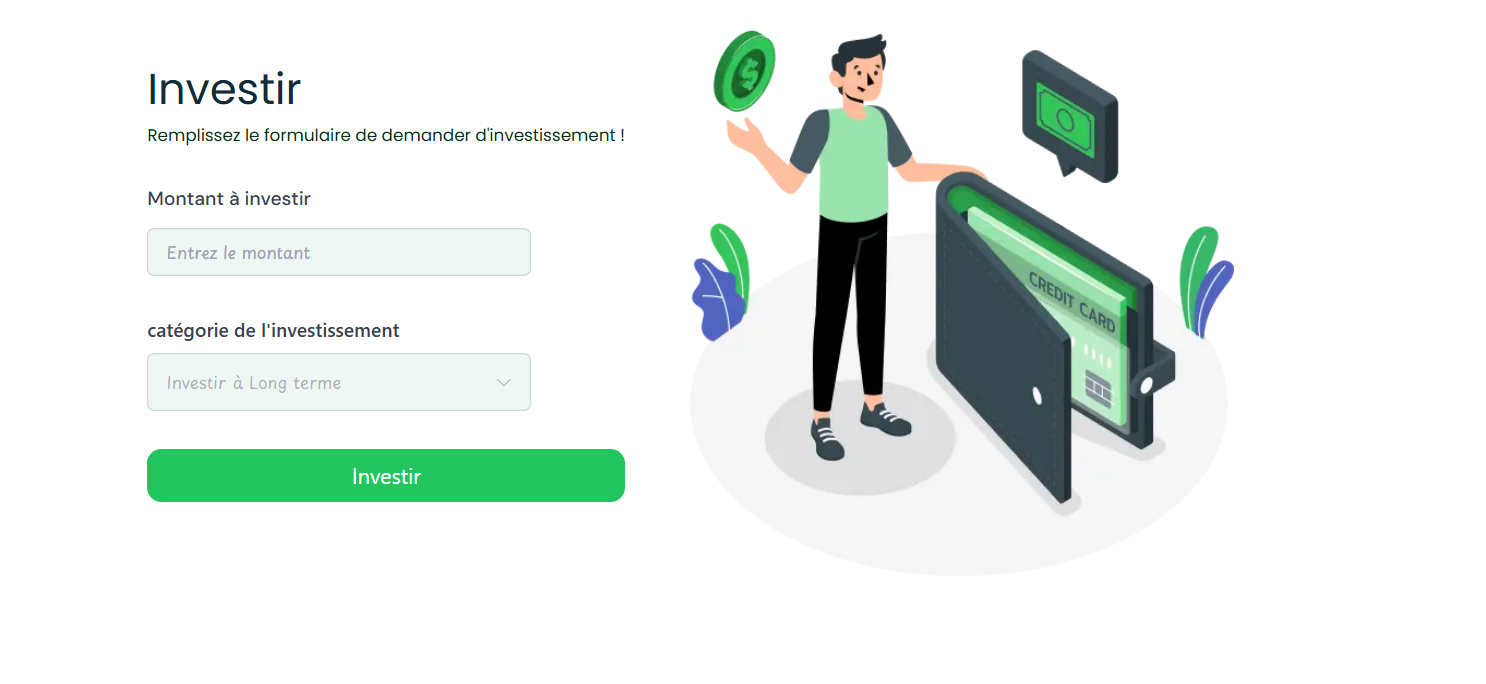 Investir
Remplissez le formulaire de demander d'investissement !
Montant à investir
Entrez le montant
catégorie de l'investissement
Investir à Long terme
Investir
$
CREDIT CARD